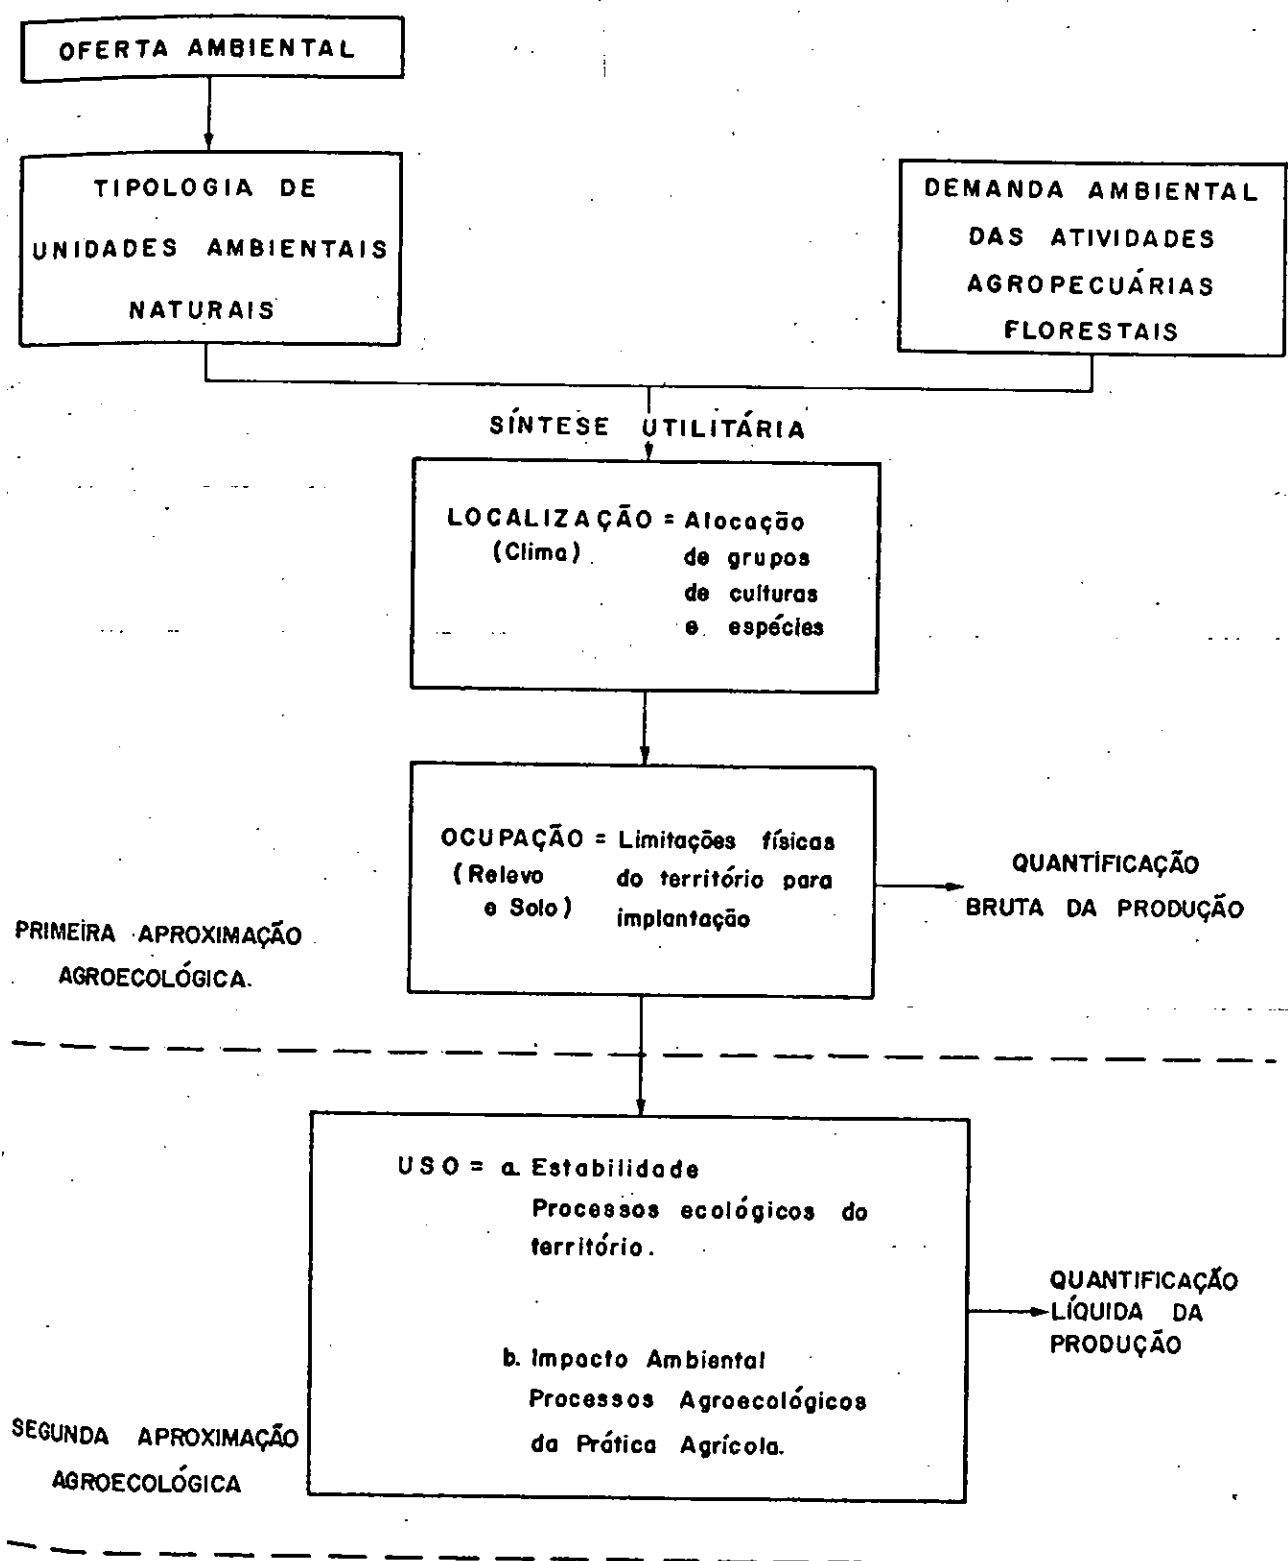 OFERTA AMBIENTAL
TIPOLOGIA DE
UNIDADES AMBIENTAIS
NATURAIS
DEMANDA AMBIENTAL
DAS ATIVIDADES
AGROPECUÁRIAS
FLORESTAIS
SÍNTESE UTILITÁRIA
LOCALIZAÇÃO = Alocação
(Clima) de grupos
de culturas
e espécies
OCUPAÇÃO = Limitações físicas
(Relevo do território para
e Solo) implantação
QUANTIFICAÇÃO
BRUTA DA PRODUÇÃO
PRIMEIRA APROXIMAÇÃO
AGROECOLÓGICA.
USO = a. Estabilidade
Processos ecológicos do
território.
b. Impacto Ambiental
Processos Agroecológicos
da Prática Agrícola.
QUANTIFICAÇÃO
LÍQUIDA DA
PRODUÇÃO
SEGUNDA APROXIMAÇÃO
AGROECOLÓGICA